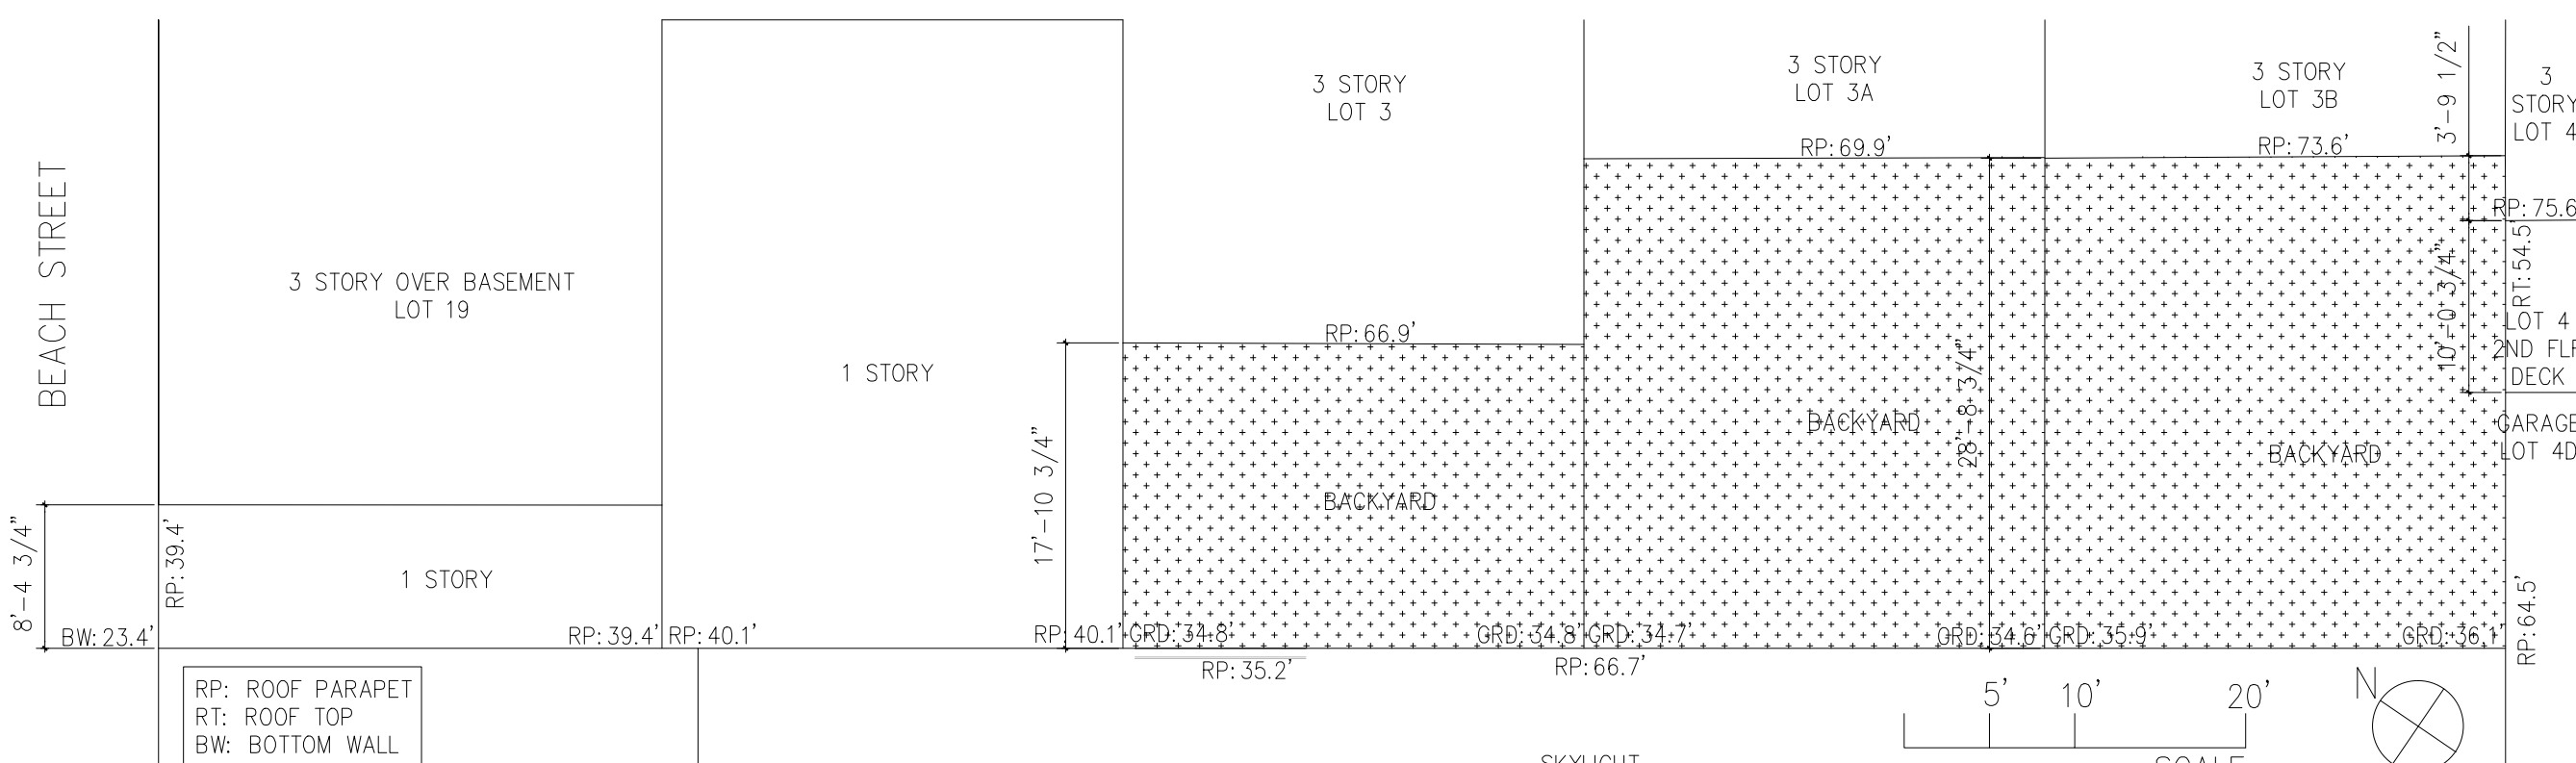 BEACH STREET
3 STORY OVER BASEMENT
LOT 19
8'-4 3/4"
RP: 39.4'
1 STORY
BW: 23.4'
RP: 39.4'
RP: 40.1'
1 STORY
RP: 40.1'
17'-10 3/4"
3 STORY
LOT 3
RP: 66.9'
BACKYARD
GRD: 34.8'
GRD: 34.8'
RP: 35.2'
3 STORY
LOT 3A
RP: 69.9'
BACKYARD
28'-8 3/4"
GRD: 34.7'
GRD: 34.6'
RP: 66.7'
3 STORY
LOT 3B
RP: 73.6'
BACKYARD
GRD: 35.9'
GRD: 36.1'
3'-9 1/2"
10'-0 3/4"
3
STORY
LOT 4
RP: 75.6
RT: 54.5'
LOT 4
2ND FLR
DECK
GARAGE
LOT 4D
RP: 64.5'
RP: ROOF PARAPET
RT: ROOF TOP
BW: BOTTOM WALL
5' 10' 20'
SCALE
N
SKYLIGHT